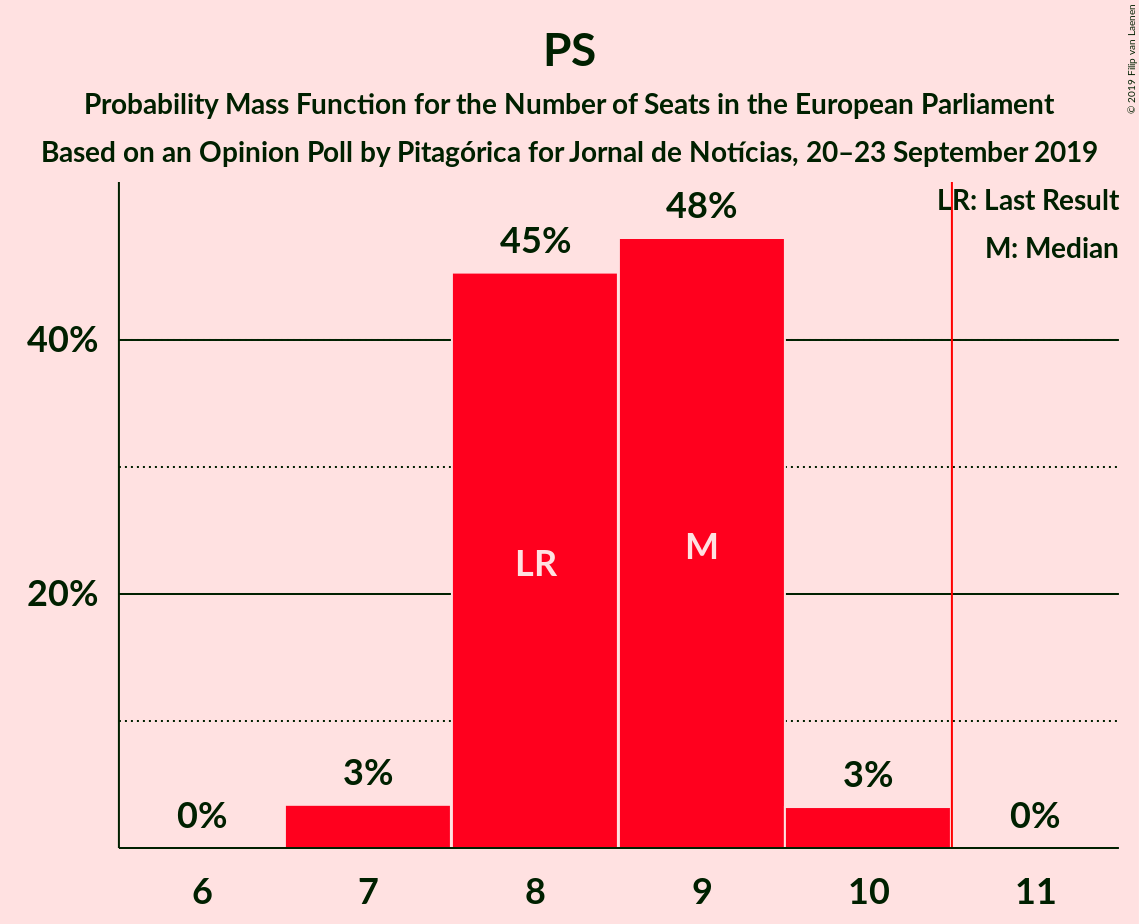 PS
Probability Mass Function for the Number of Seats in the European Parliament
Based on an Opinion Poll by Pitagórica for Jornal de Notícias, 20–23 September 2019
© 2019 Filip van Laenen
LR: Last Result
M: Median
48%
45%
40%
LR
M
20%
3%
3%
0%
0%
6
7
8
9
10
11